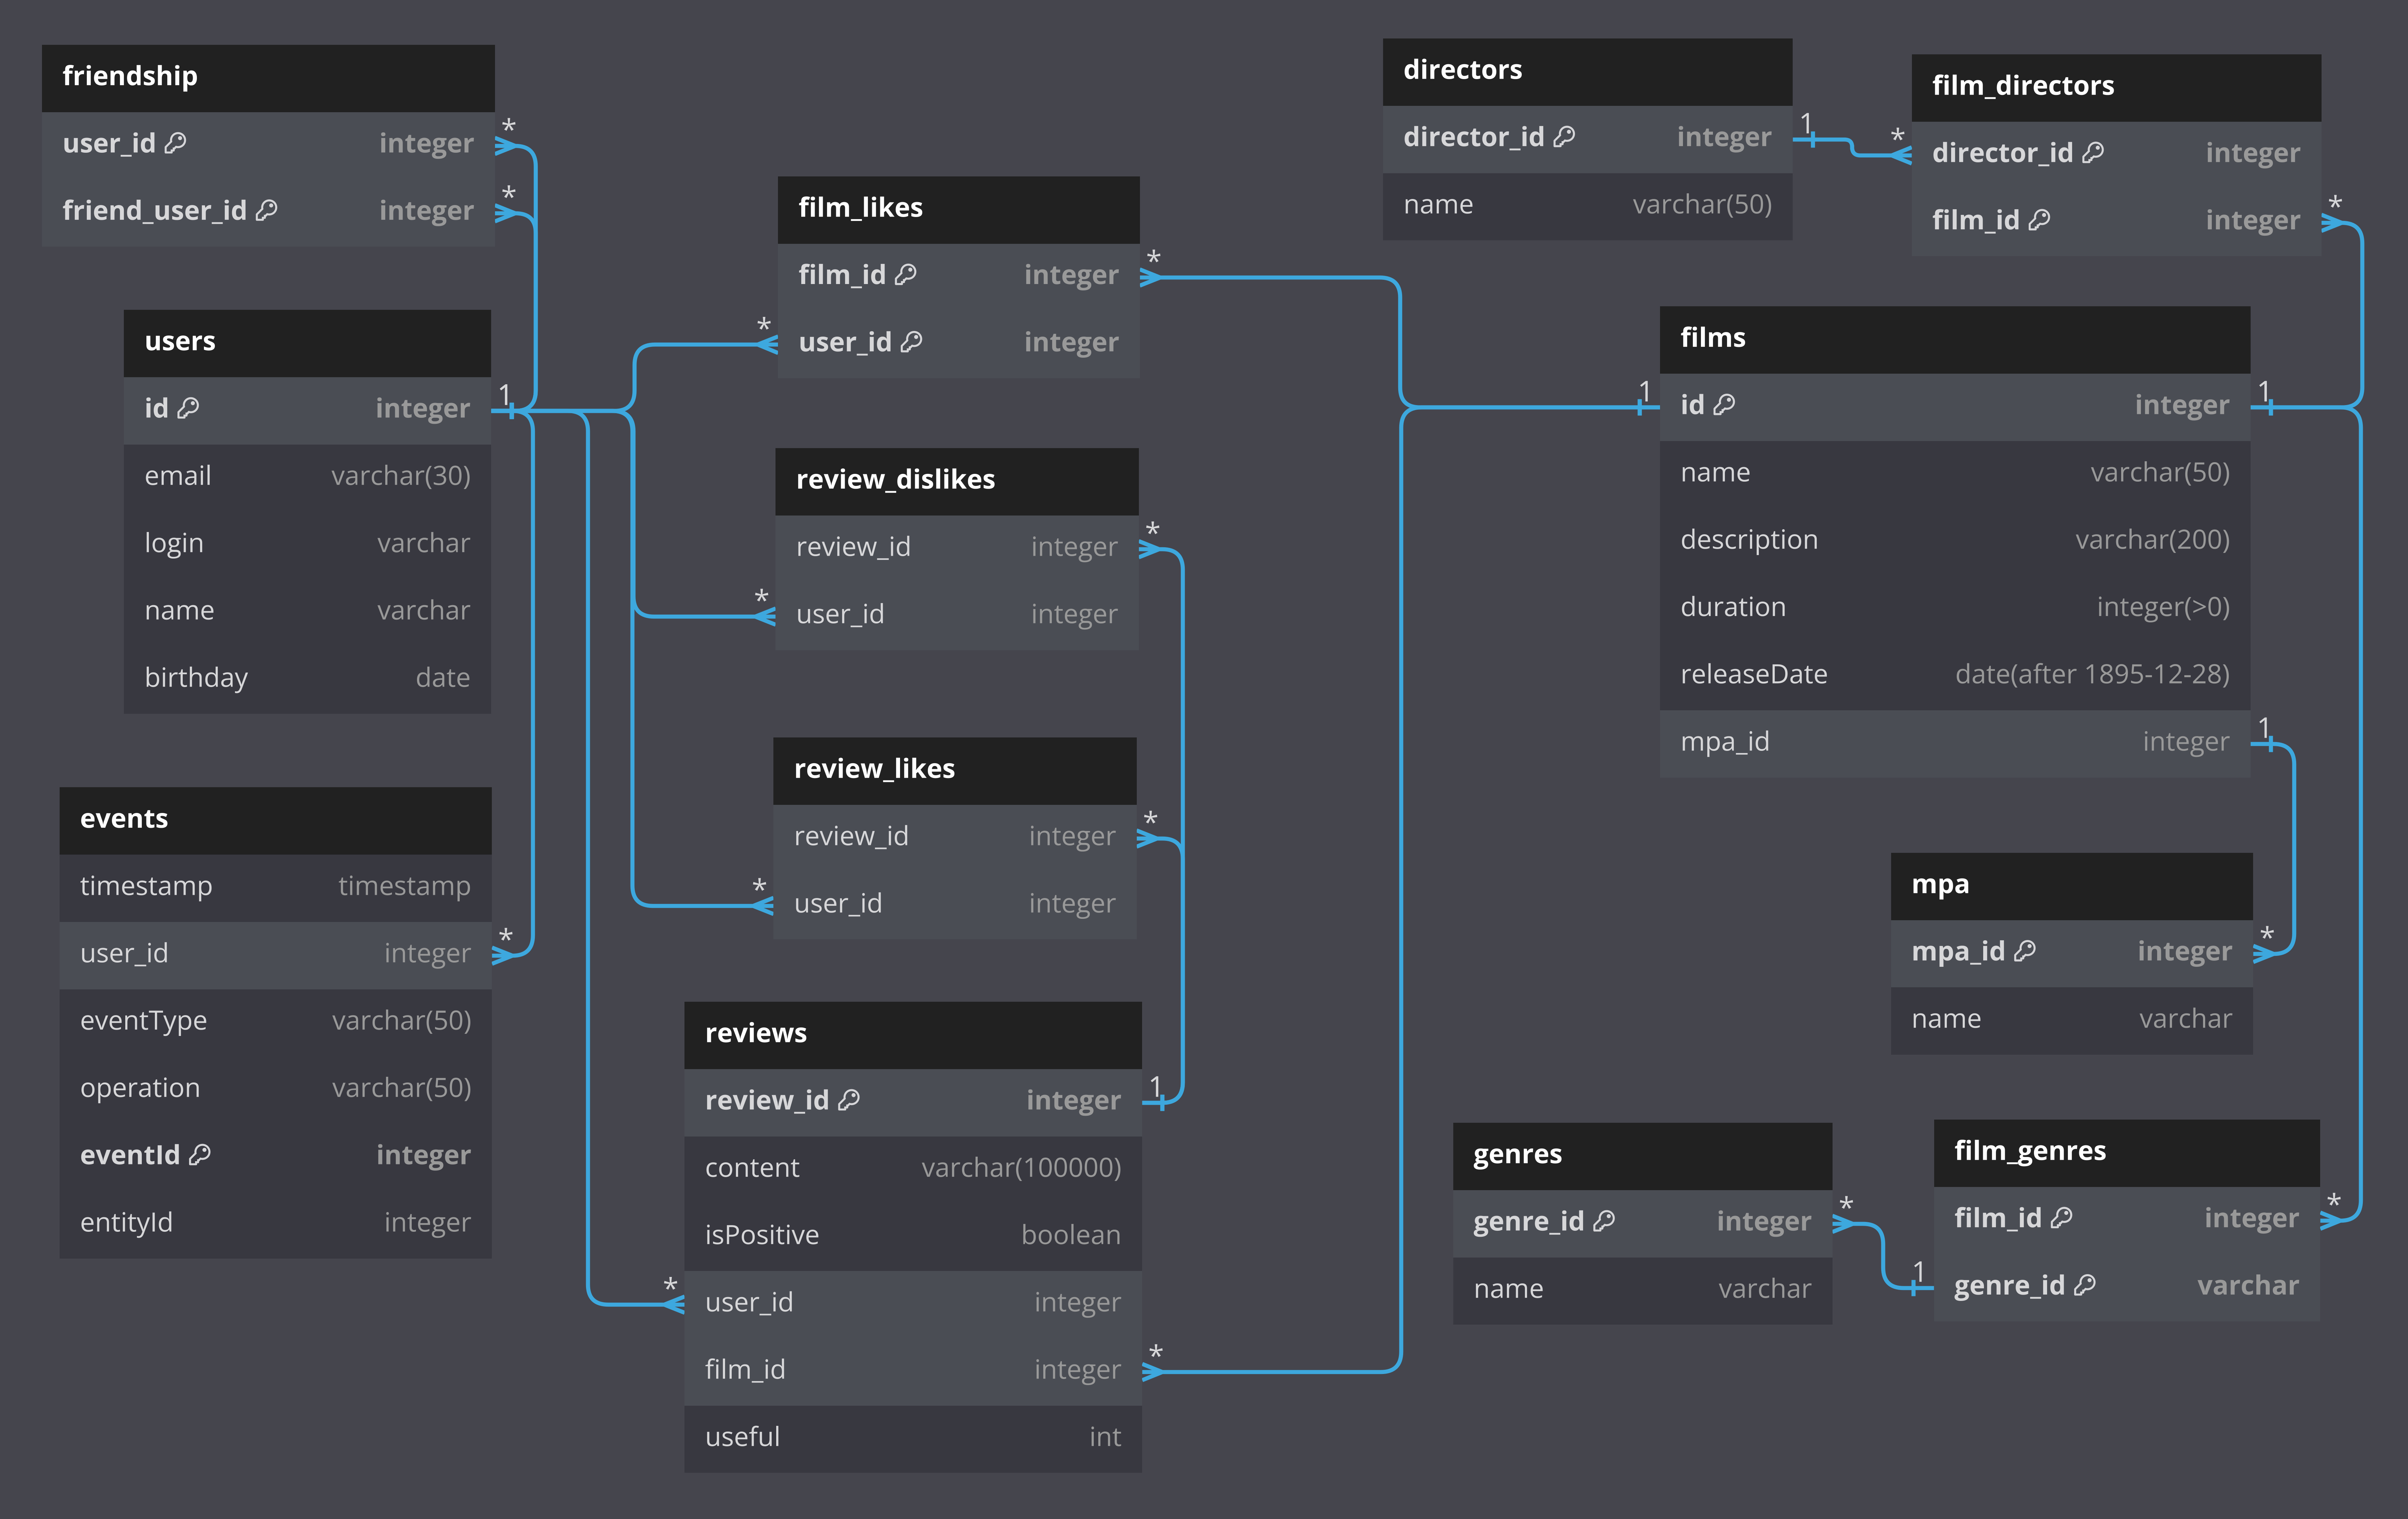 friendship
user_id integer *
friend_user_id integer *
users
id integer 1
email varchar(30)
login varchar
name varchar
birthday date
events
timestamp timestamp
user_id integer *
eventType varchar(50)
operation varchar(50)
eventId integer
entityId integer
film_likes
film_id integer *
* user_id integer
review_dislikes
review_id integer *
* user_id integer
review_likes
review_id integer *
* user_id integer
reviews
review_id integer 1
content varchar(100000)
isPositive boolean
* user_id integer
film_id integer *
useful int
directors
director_id integer 1
name varchar(50)
film_directors
* director_id integer
film_id integer *
films
1 id integer 1
name varchar(50)
description varchar(200)
duration integer(>0)
releaseDate date(after 1895-12-28)
mpa_id integer 1
mpa
mpa_id integer *
name varchar
genres
genre_id integer *
name varchar
film_genres
film_id integer *
1 genre_id varchar